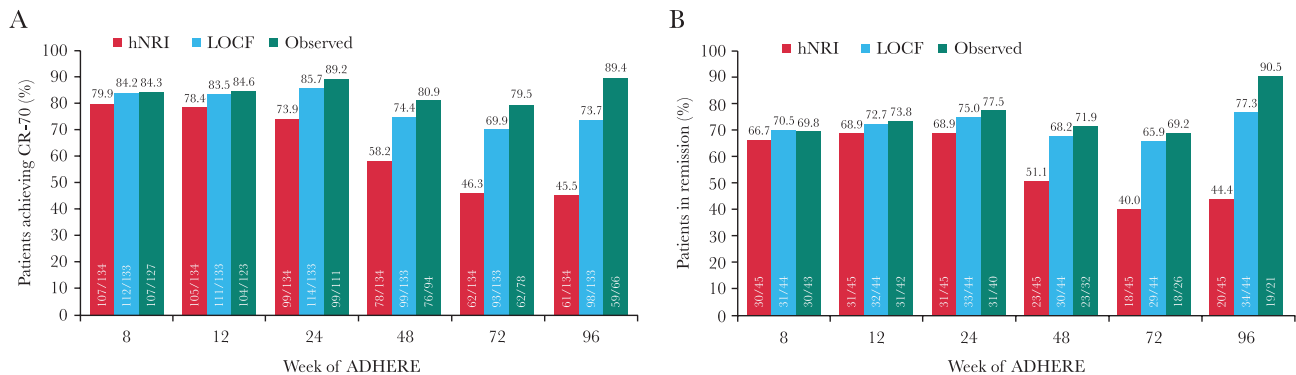 A
hNRI LOCF Observed
Patients achieving CR-70 (%)
100
90
80
70
60
50
40
30
20
10
0
79.9 84.2 84.3
78.4 83.5 84.6
73.9 85.7 89.2
58.2 74.4 80.9
46.3 69.9 79.5
45.5 73.7 89.4
107/134 112/133 107/127
105/134 111/133 104/123
99/134 114/133 99/111
78/134 99/133 76/94
62/134 93/133 62/78
61/134 98/133 59/66
8 12 24 48 72 96
Week of ADHERE
B
hNRI LOCF Observed
Patients in remission (%)
100
90
80
70
60
50
40
30
20
10
0
66.7 70.5 69.8
68.9 72.7 73.8
68.9 75.0 77.5
51.1 68.2 71.9
40.0 65.9 69.2
44.4 77.3 90.5
30/45 31/44 30/43
31/45 32/44 31/42
31/45 33/44 31/40
23/45 30/44 23/32
18/45 29/44 18/26
20/45 34/44 19/21
8 12 24 48 72 96
Week of ADHERE